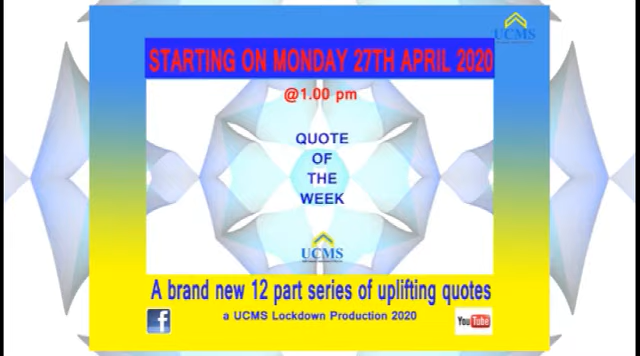 UCMS
STARTING ON MONDAY 27TH APRIL 2020
@1.00 pm
QUOTE
OF
THE
WEEK
UCMS
A brand new 12 part series of uplifting quotes
a UCMS Lockdown Production 2020
f
YouTube